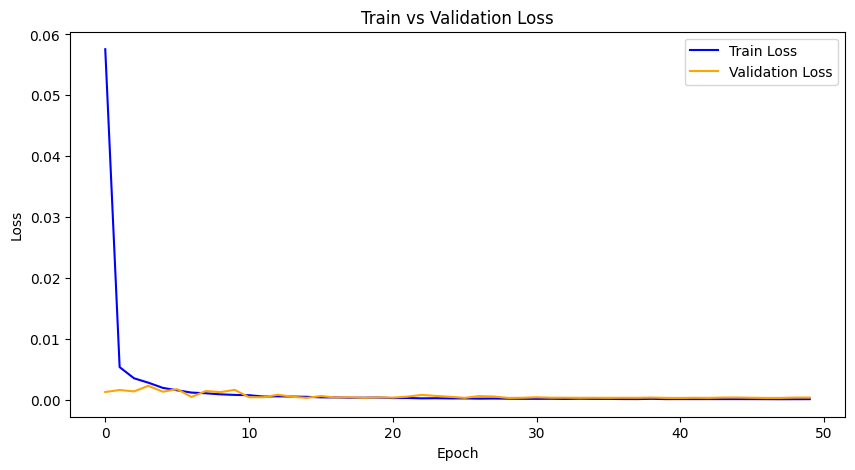 Train vs Validation Loss
Train Loss
Validation Loss
0.06
0.05
0.04
0.03
0.02
0.01
0.00
Loss
0 10 20 30 40 50
Epoch